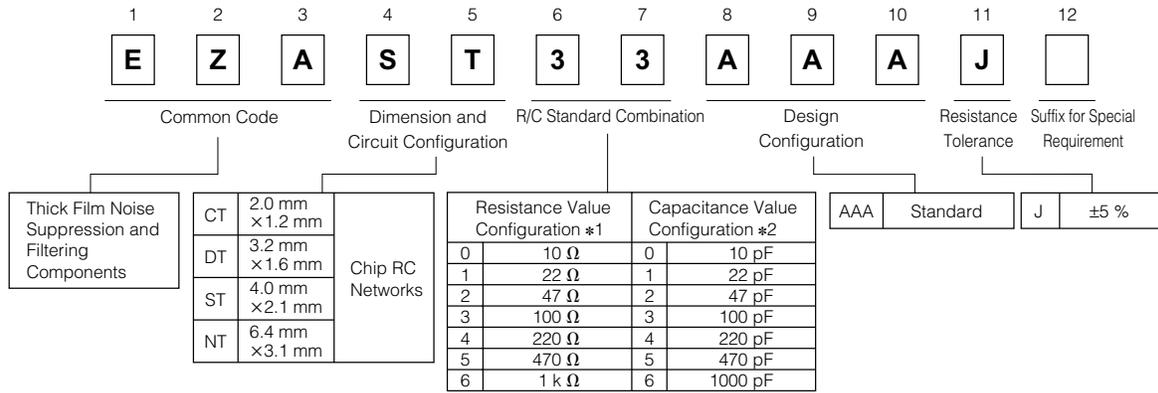 1 2 3 4 5 6 7 8 9 10 11 12
E Z A S T 3 3 A A A J
Common Code
Dimension and
Circuit Configuration
R/C Standard Combination
Design
Configuration
Resistance
Tolerance
Suffix for Special
Requirement
Thick Film Noise
Suppression and
Filtering
Components
CT 2.0 mm
×1.2 mm
DT 3.2 mm
×1.6 mm
ST 4.0 mm
×2.1 mm
NT 6.4 mm
×3.1 mm
Chip RC
Networks
Resistance Value
Configuration *1
Capacitance Value
Configuration *2
0 10 Ω 0 10 pF
1 22 Ω 1 22 pF
2 47 Ω 2 47 pF
3 100 Ω 3 100 pF
4 220 Ω 4 220 pF
5 470 Ω 5 470 pF
6 1 k Ω 6 1000 pF
AAA Standard
J ±5 %